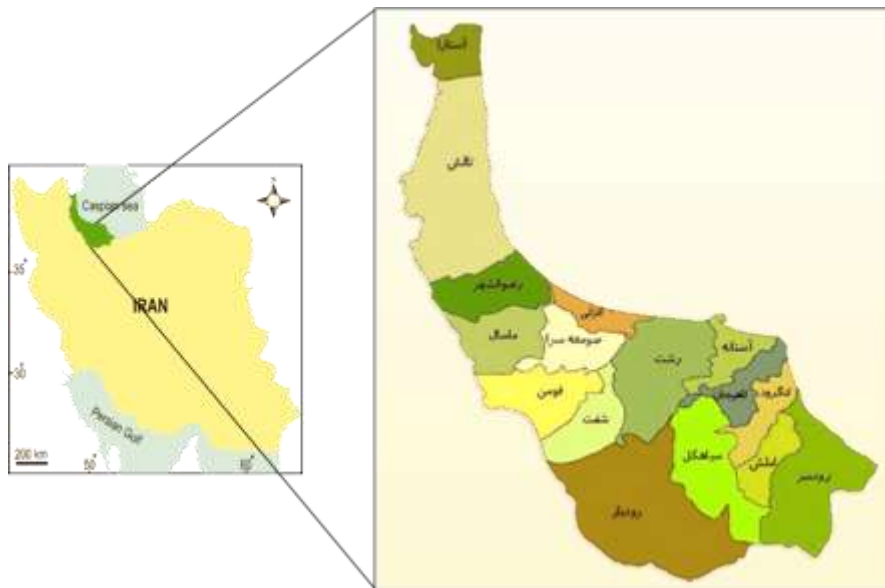 Caspian sea
N
35°
IRAN
30°
Persian Gulf
200 km
50°
60°
آستارا
تالش
رضوانشهر
انزلی
ماسال
صومعه سرا
رشت
آستانه
لاهیجان
لنگرود
فومن
شفت
سیاهکل
املش
رودسر
رودبار